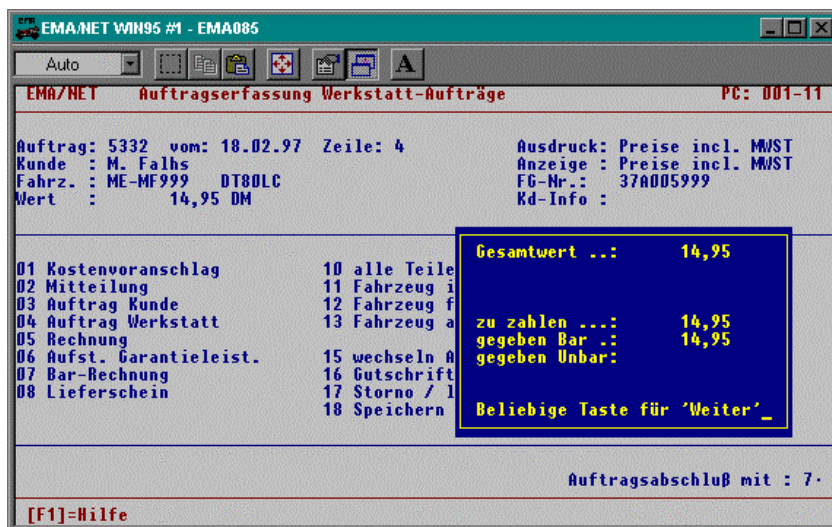 EMA/NET WIN95 #1 - EMA085
Auto
A
EMA/NET Auftragserfassung Werkstatt-Aufträge PC: 001-11
Auftrag: 5332 vom: 18.02.97 Zeile: 4 Ausdruck: Preise incl. MWST
Kunde : M. Falhs Anzeige : Preise incl. MWST
Fahrz. : ME-MF999 DT80LC FG-Nr.: 37A005999
Wert : 14,95 DM Kd-Info :
Gesamtwert ..: 14,95
01 Kostenvoranschlag 10 alle Teile
02 Mitteilung 11 Fahrzeug i
03 Auftrag Kunde 12 Fahrzeug f
04 Auftrag Werkstatt 13 Fahrzeug a zu zahlen ...: 14,95
05 Rechnung gegeben Bar .: 14,95
06 Aufst. Garantieleist. 15 wechseln A gegeben Unbar:
07 Bar-Rechnung 16 Gutschrift
08 Lieferschein 17 Storno / l
18 Speichern Beliebige Taste für 'Weiter'_
Auftragsabschluß mit : 7·
[F1]=Hilfe